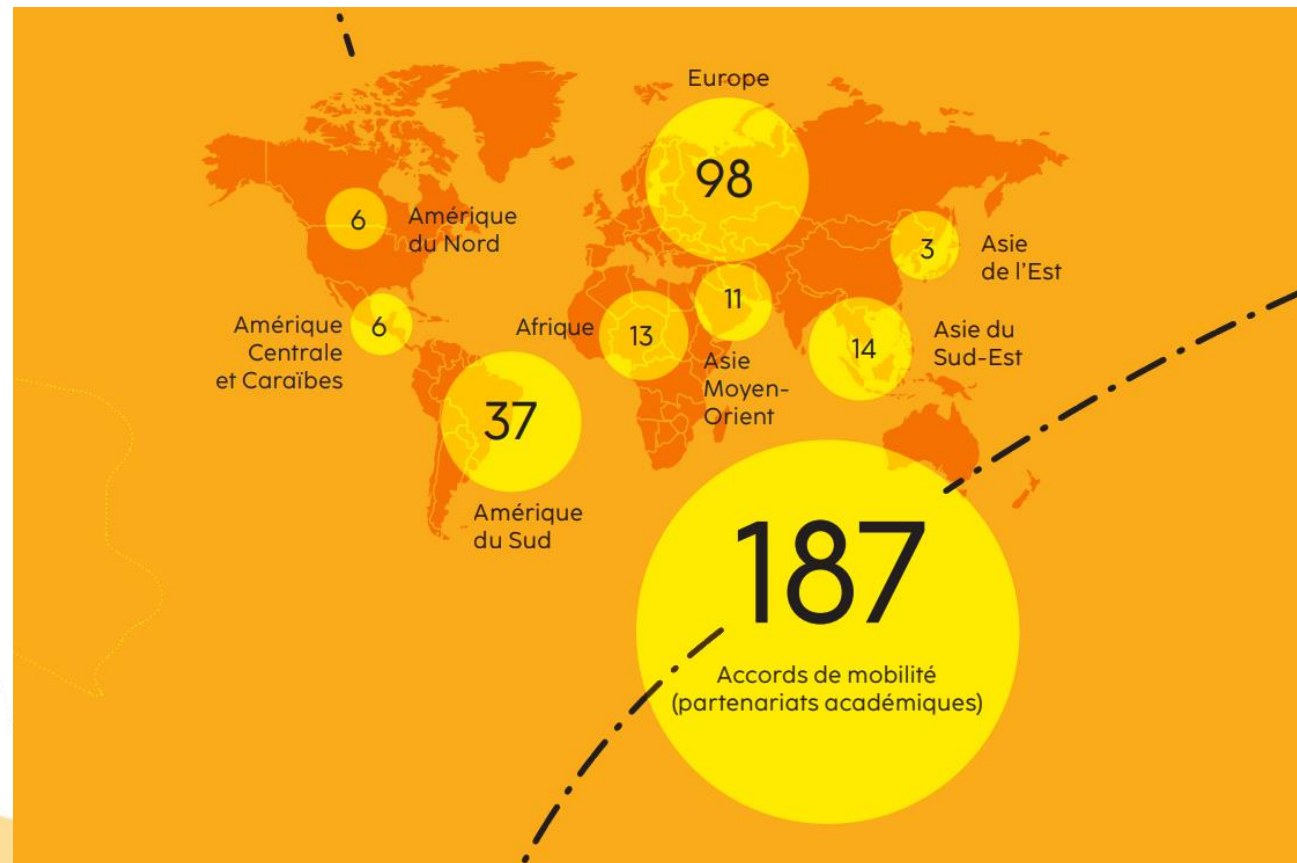 Europe
98
6
Amérique
du Nord
3
Asie
de l’Est
Amérique
Centrale
et Caraïbes
6
Afrique
13
11
Asie
Moyen-
Orient
14
Asie du
Sud-Est
37
Amérique
du Sud
187
Accords de mobilité
(partenariats académiques)